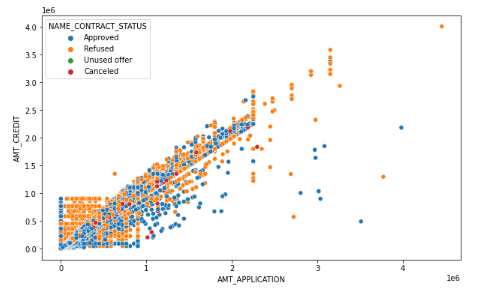 1e6
NAME_CONTRACT_STATUS
Approved
Refused
Unused offer
Canceled
4.0
3.5
3.0
2.5
2.0
1.5
1.0
0.5
0.0
AMT_CREDIT
0
1
2
3
4
1e6
AMT_APPLICATION